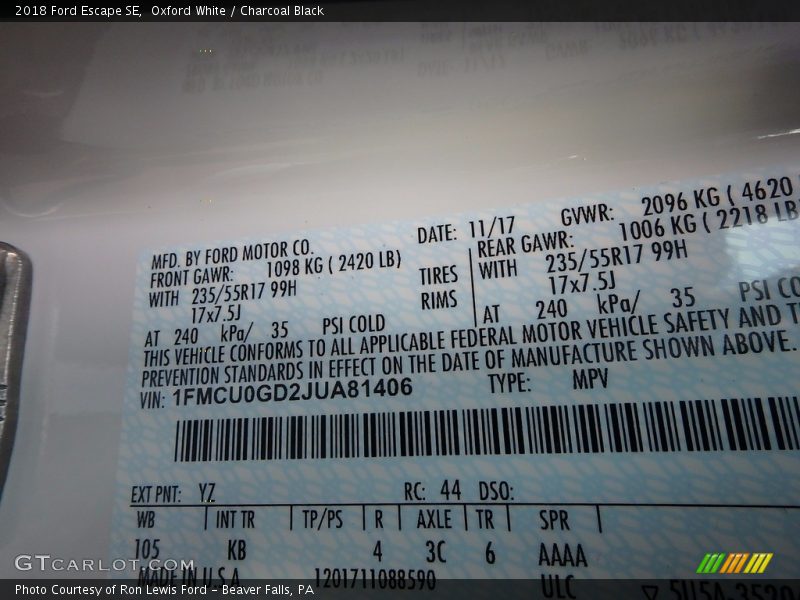 2018 Ford Escape SE, Oxford White / Charcoal Black
MFD. BY FORD MOTOR CO.
DATE: 11/17
GVWR: 2096 KG ( 4620
FRONT GAWR: 1098 KG ( 2420 LB)
REAR GAWR: 1006 KG ( 2218 LB
WITH 235/55R17 99H
TIRES
WITH 235/55R17 99H
17x7.5J
RIMS
17x7.5J
AT 240 kPa/ 35 PSI COLD
AT 240 kPa/ 35 PSI CO
THIS VEHICLE CONFORMS TO ALL APPLICABLE FEDERAL MOTOR VEHICLE SAFETY AND T
PREVENTION STANDARDS IN EFFECT ON THE DATE OF MANUFACTURE SHOWN ABOVE.
VIN: 1FMCU0GD2JUA81406
TYPE: MPV
EXT PNT: YZ
RC: 44 DSO:
WB INT TR TP/PS R AXLE TR SPR
105 KB 4 3C 6 AAAA
MADE IN U.S.A. 1201711088590 ULC
GTCARLOT.COM
Photo Courtesy of Ron Lewis Ford - Beaver Falls, PA